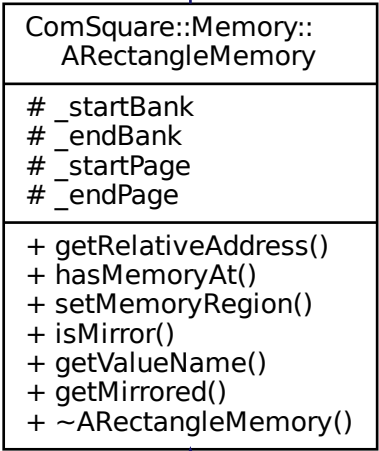 ComSquare::Memory::
ARectangleMemory
# _startBank
# _endBank
# _startPage
# _endPage
+ getRelativeAddress()
+ hasMemoryAt()
+ setMemoryRegion()
+ isMirror()
+ getValueName()
+ getMirrored()
+ ~ARectangleMemory()